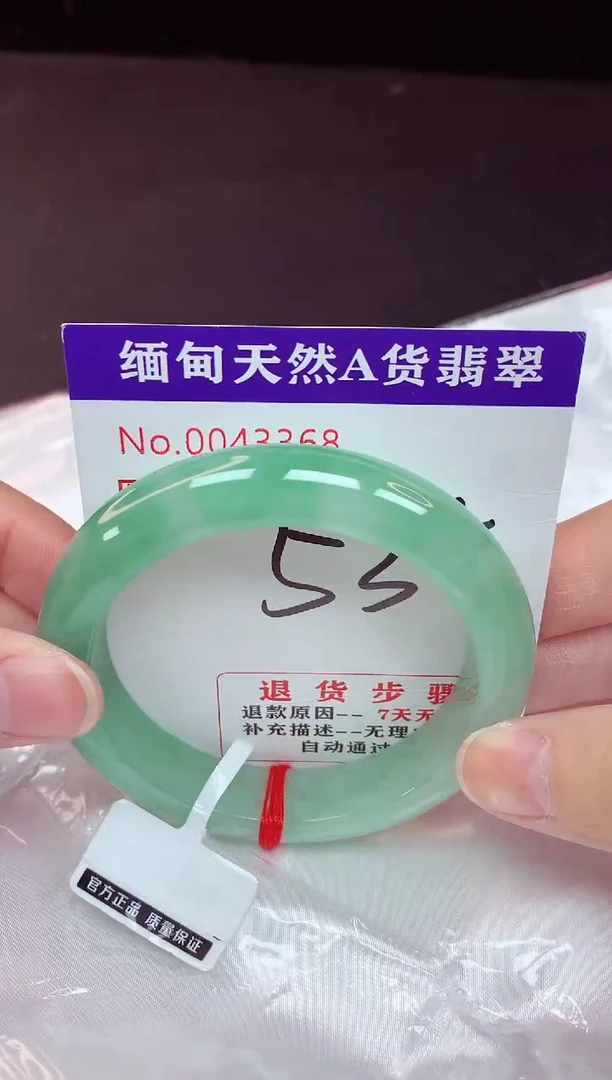 缅甸天然A货翡翠
No.0043368
55
退货步骤
退款原因--7天无
补充描述--无理
自动通过
官方正品 质量保证